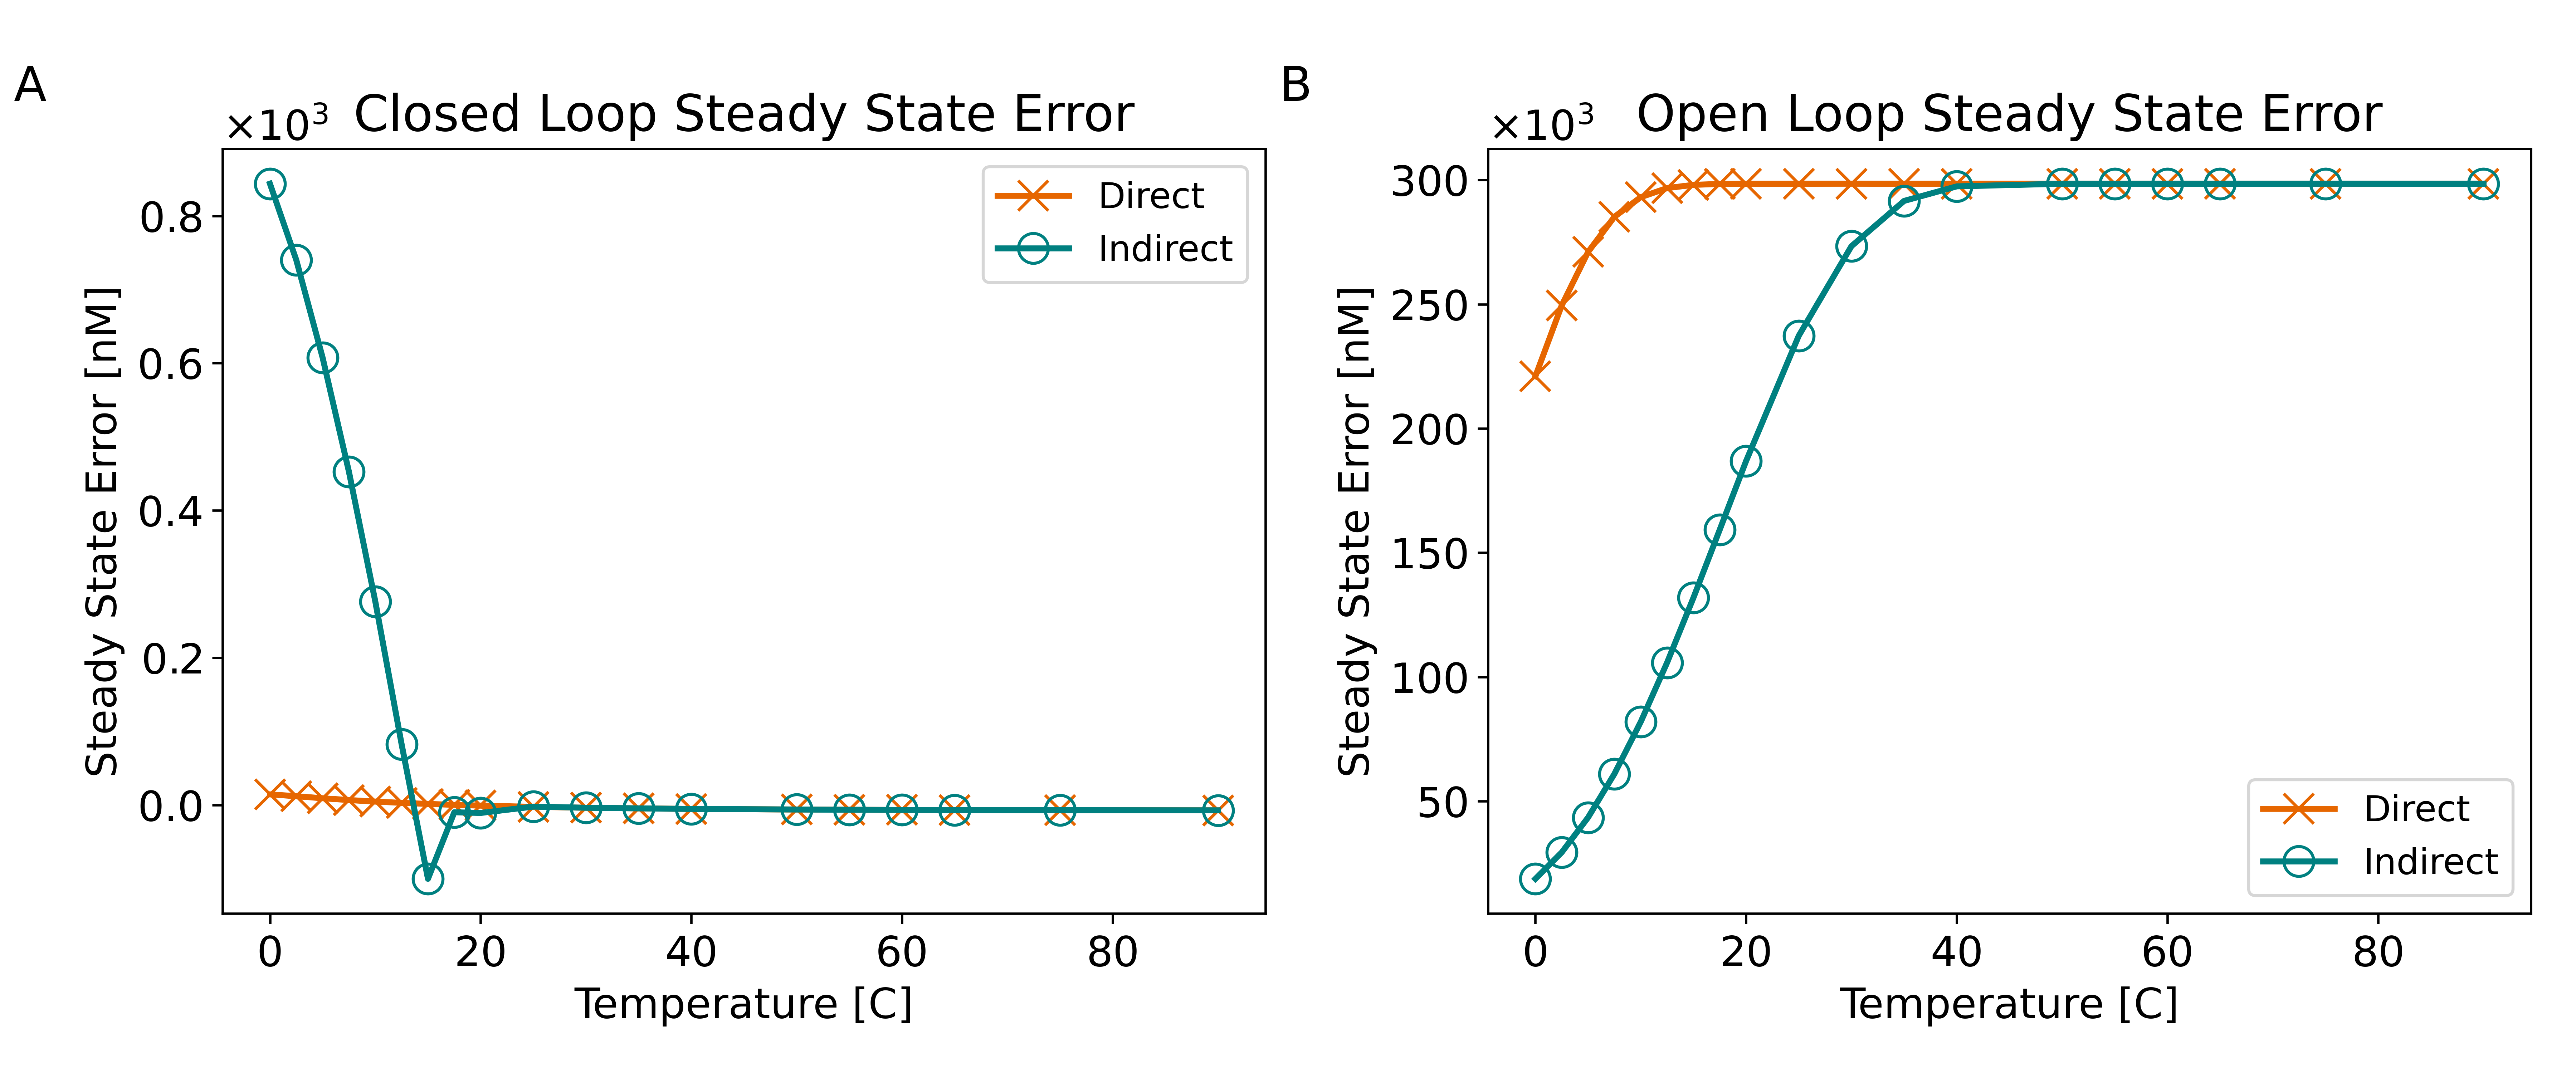 A
×10³ Closed Loop Steady State Error
Steady State Error [nM]
0.8
0.6
0.4
0.2
0.0
Direct
Indirect
0 20 40 60 80
Temperature [C]
B
×10³ Open Loop Steady State Error
Steady State Error [nM]
300
250
200
150
100
50
Direct
Indirect
0 20 40 60 80
Temperature [C]